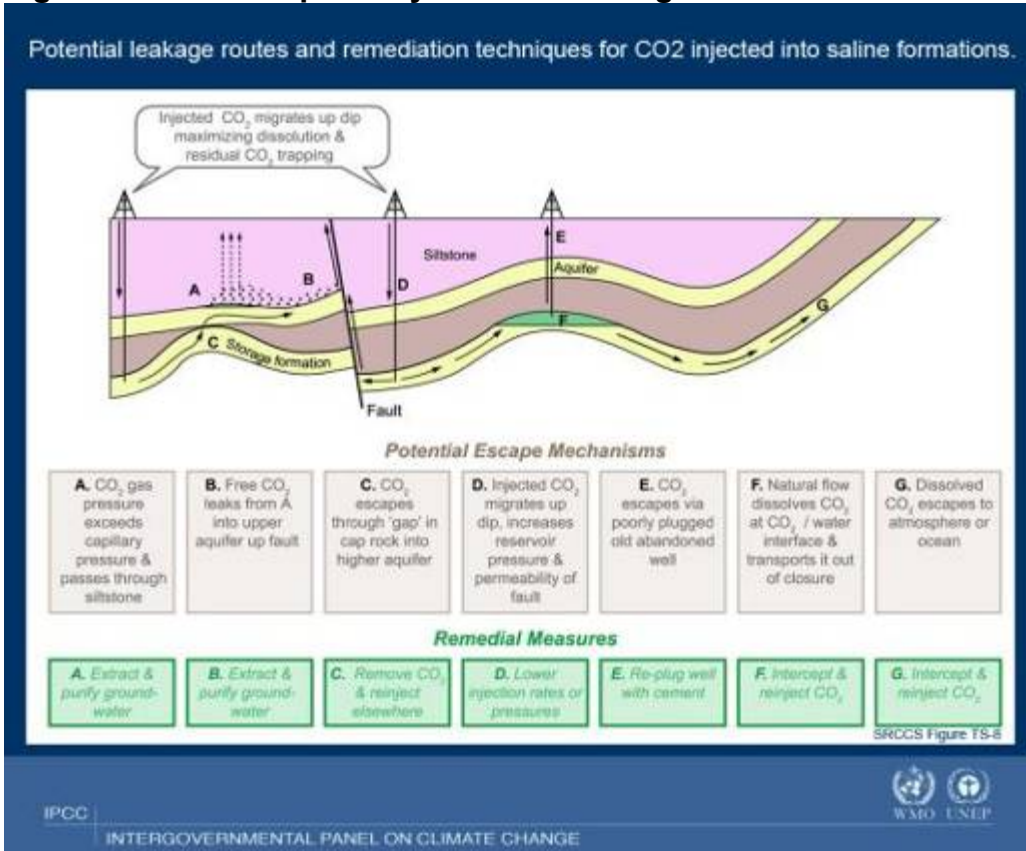 Potential leakage routes and remediation techniques for CO2 injected into saline formations.
Injected CO₂ migrates up dip
maximizing dissolution &
residual CO₂ trapping
E
Siltstone
Aquifer
A
B
D
F
G
C
Storage formation
Fault
Potential Escape Mechanisms
A. CO₂ gas
pressure
exceeds
capillary
pressure &
passes through
siltstone
B. Free CO₂
leaks from A
into upper
aquifer up fault
C. CO₂
escapes
through 'gap' in
cap rock into
higher aquifer
D. Injected CO₂
migrates up
dip, increases
reservoir
pressure &
permeability of
fault
E. CO₂
escapes via
poorly plugged
old abandoned
well
F. Natural flow
dissolves CO₂
at CO₂ / water
interface &
transports it out
of closure
G. Dissolved
CO₂ escapes to
atmosphere or
ocean
Remedial Measures
A. Extract &
purify ground-
water
B. Extract &
purify ground-
water
C. Remove CO₂
& reinject
elsewhere
D. Lower
injection rates or
pressures
E. Re-plug well
with cement
F. Intercept &
reinject CO₂
G. Intercept &
reinject CO₂
SRCCS Figure TS-8
IPCC
INTERGOVERNMENTAL PANEL ON CLIMATE CHANGE
WMO UNEP